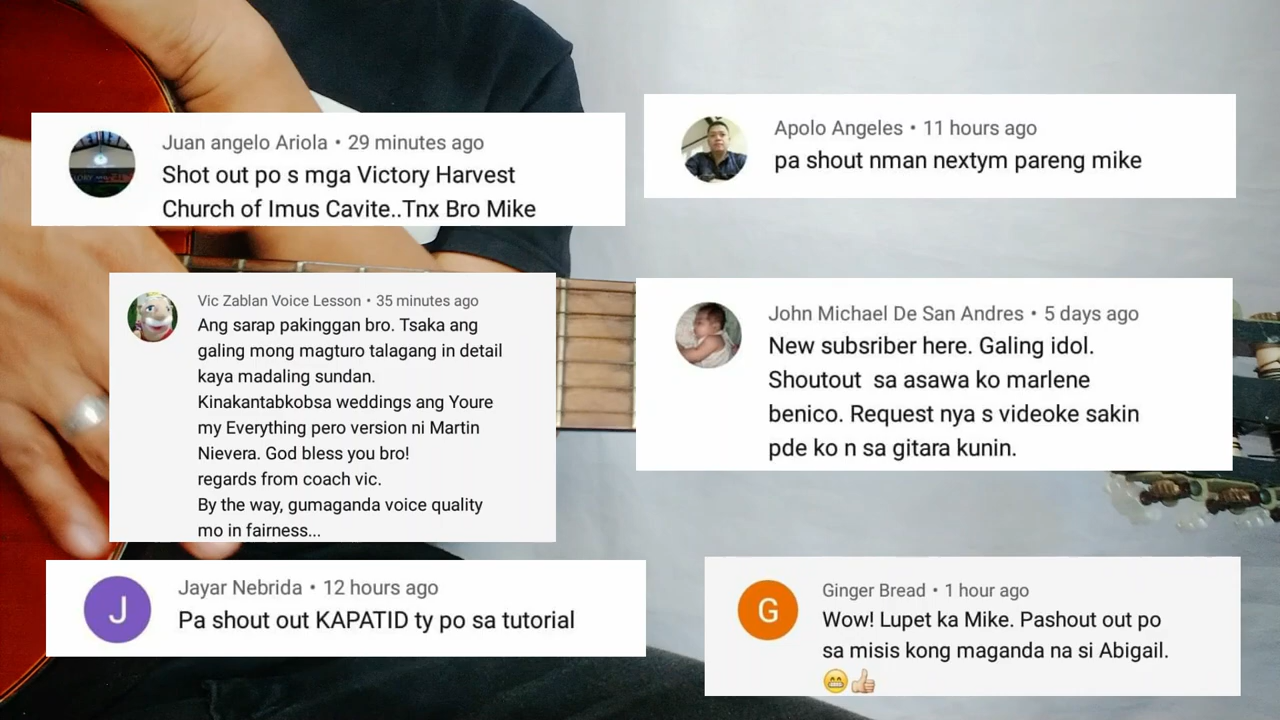 Juan angelo Ariola • 29 minutes ago
Shot out po s mga Victory Harvest
Church of Imus Cavite..Tnx Bro Mike
Apolo Angeles • 11 hours ago
pa shout nman nextym pareng mike
Vic Zablan Voice Lesson • 35 minutes ago
Ang sarap pakinggan bro. Tsaka ang
galing mong magturo talagang in detail
kaya madaling sundan.
Kinakantabkobsa weddings ang Youre
my Everything pero version ni Martin
Nievera. God bless you bro!
regards from coach vic.
By the way, gumaganda voice quality
mo in fairness...
John Michael De San Andres • 5 days ago
New subsriber here. Galing idol.
Shoutout sa asawa ko marlene
benico. Request nya s videoke sakin
pde ko n sa gitara kunin.
J
Jayar Nebrida • 12 hours ago
Pa shout out KAPATID ty po sa tutorial
G
Ginger Bread • 1 hour ago
Wow! Lupet ka Mike. Pashout out po
sa misis kong maganda na si Abigail.
😁👍